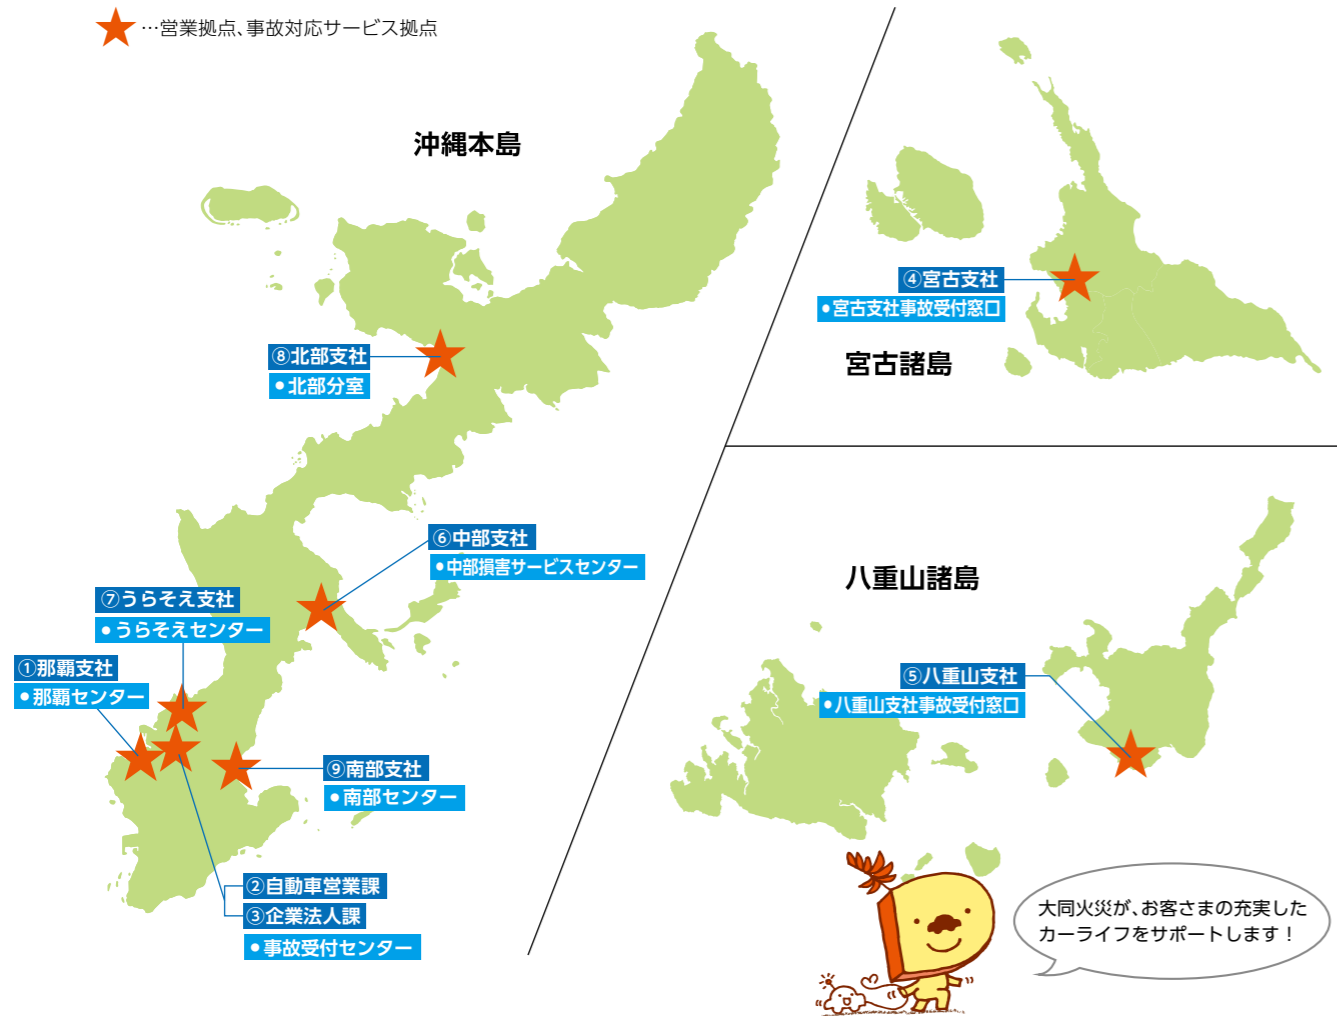 …営業拠点、事故対応サービス拠点
沖縄本島
⑧北部支社
●北部分室
⑥中部支社
●中部損害サービスセンター
⑦うらそえ支社
●うらそえセンター
①那覇支社
●那覇センター
⑨南部支社
●南部センター
②自動車営業課
③企業法人課
●事故受付センター
④宮古支社
●宮古支社事故受付窓口
宮古諸島
八重山諸島
⑤八重山支社
●八重山支社事故受付窓口
大同火災が、お客さまの充実した
カーライフをサポートします！